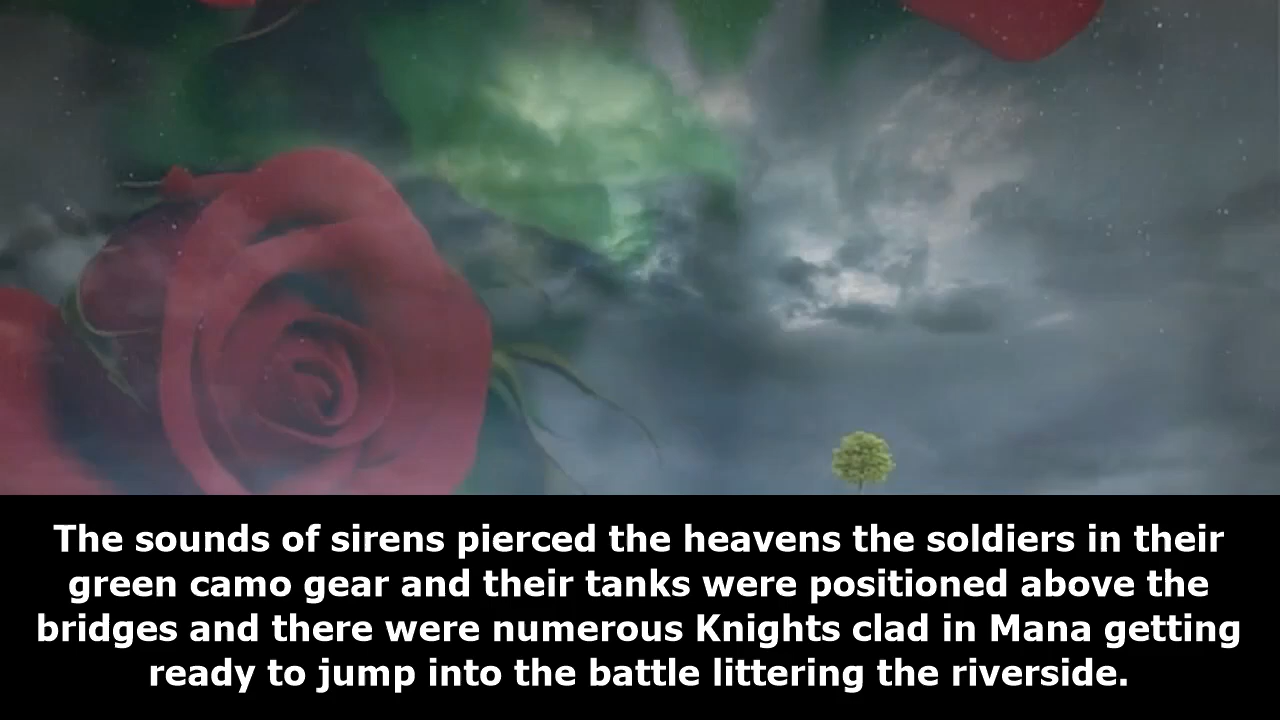 The sounds of sirens pierced the heavens the soldiers in their
green camo gear and their tanks were positioned above the
bridges and there were numerous Knights clad in Mana getting
ready to jump into the battle littering the riverside.